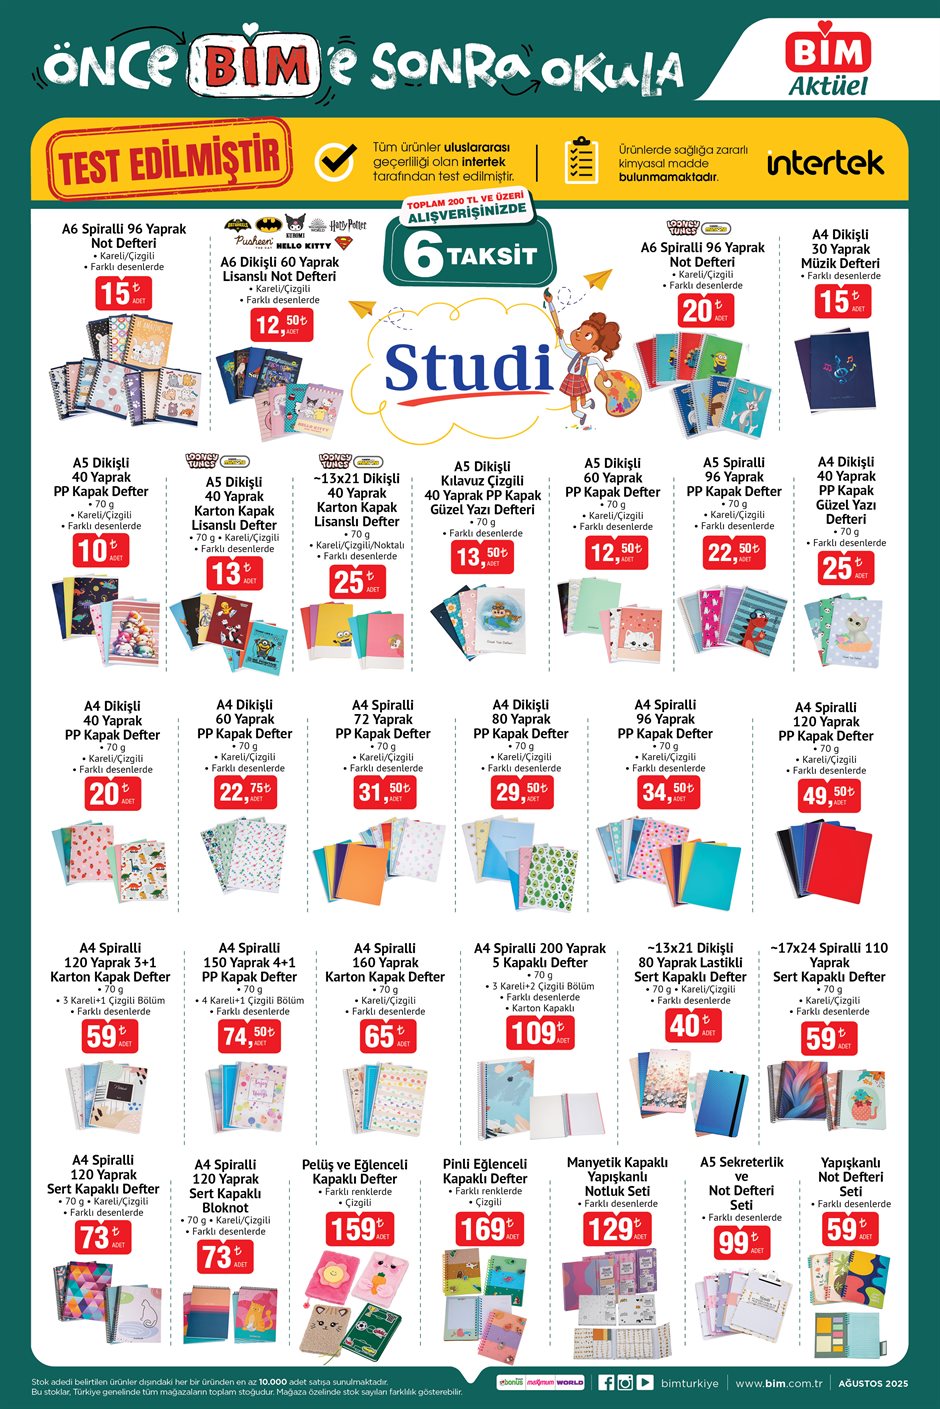 ÖNCE BİM'e SONRA OKULA
BİM
Aktüel
TEST EDİLMİŞTİR
Tüm ürünler uluslararası
geçerliliği olan intertek
tarafından test edilmiştir.
Ürünlerde sağlığa zararlı
kimyasal madde
bulunmamaktadır.
intertek
TOPLAM 200 TL VE ÜZERİ
ALIŞVERİŞİNİZDE
6 TAKSİT
Studi
A6 Spiralli 96 Yaprak
Not Defteri
• Kareli/Çizgili
• Farklı desenlerde
15₺
ADET
BATMAN
KUROMI
Harry Potter
Pusheen
THE CAT
HELLO KITTY
A6 Dikişli 60 Yaprak
Lisanslı Not Defteri
• Kareli/Çizgili
• Farklı desenlerde
12,50₺
ADET
LOONEY TUNES
A6 Spiralli 96 Yaprak
Not Defteri
• Kareli/Çizgili
• Farklı desenlerde
20₺
ADET
A4 Dikişli
30 Yaprak
Müzik Defteri
• Farklı desenlerde
15₺
ADET
A5 Dikişli
40 Yaprak
PP Kapak Defter
• 70 g
• Kareli/Çizgili
• Farklı desenlerde
10₺
ADET
LOONEY TUNES
A5 Dikişli
40 Yaprak
Karton Kapak
Lisanslı Defter
• 70 g • Kareli/Çizgili
• Farklı desenlerde
13₺
ADET
LOONEY TUNES
~13x21 Dikişli
40 Yaprak
Karton Kapak
Lisanslı Defter
• 70 g
• Kareli/Çizgili/Noktalı
• Farklı desenlerde
25₺
ADET
A5 Dikişli
Kılavuz Çizgili
40 Yaprak PP Kapak
Güzel Yazı Defteri
• 70 g
• Farklı desenlerde
13,50₺
ADET
A5 Dikişli
60 Yaprak
PP Kapak Defter
• 70 g
• Kareli/Çizgili
• Farklı desenlerde
12,50₺
ADET
A5 Spiralli
96 Yaprak
PP Kapak Defter
• 70 g
• Kareli/Çizgili
• Farklı desenlerde
22,50₺
ADET
A4 Dikişli
40 Yaprak
PP Kapak
Güzel Yazı
Defteri
• 70 g
• Farklı desenlerde
25₺
ADET
A4 Dikişli
40 Yaprak
PP Kapak Defter
• 70 g
• Kareli/Çizgili
• Farklı desenlerde
20₺
ADET
A4 Dikişli
60 Yaprak
PP Kapak Defter
• 70 g
• Kareli/Çizgili
• Farklı desenlerde
22,75₺
ADET
A4 Spiralli
72 Yaprak
PP Kapak Defter
• 70 g
• Kareli/Çizgili
• Farklı desenlerde
31,50₺
ADET
A4 Dikişli
80 Yaprak
PP Kapak Defter
• 70 g
• Kareli/Çizgili
• Farklı desenlerde
29,50₺
ADET
A4 Spiralli
96 Yaprak
PP Kapak Defter
• 70 g
• Kareli/Çizgili
• Farklı desenlerde
34,50₺
ADET
A4 Spiralli
120 Yaprak
PP Kapak Defter
• 70 g
• Kareli/Çizgili
• Farklı desenlerde
49,50₺
ADET
A4 Spiralli
120 Yaprak 3+1
Karton Kapak Defter
• 70 g
• 3 Kareli+1 Çizgili Bölüm
• Farklı desenlerde
59₺
ADET
A4 Spiralli
150 Yaprak 4+1
PP Kapak Defter
• 70 g
• 4 Kareli+1 Çizgili Bölüm
• Farklı desenlerde
74,50₺
ADET
A4 Spiralli
160 Yaprak
Karton Kapak Defter
• 70 g
• Kareli/Çizgili
• Farklı desenlerde
65₺
ADET
A4 Spiralli 200 Yaprak
5 Kapaklı Defter
• 70 g
• 3 Kareli+2 Çizgili Bölüm
• Farklı desenlerde
• Karton Kapaklı
109₺
ADET
~13x21 Dikişli
80 Yaprak Lastikli
Sert Kapaklı Defter
• 70 g • Kareli/Çizgili
• Farklı desenlerde
40₺
ADET
~17x24 Spiralli 110
Yaprak
Sert Kapaklı Defter
• 70 g
• Kareli/Çizgili
• Farklı desenlerde
59₺
ADET
A4 Spiralli
120 Yaprak
Sert Kapaklı Defter
• 70 g • Kareli/Çizgili
• Farklı desenlerde
73₺
ADET
A4 Spiralli
120 Yaprak
Sert Kapaklı
Bloknot
• 70 g • Kareli/Çizgili
• Farklı desenlerde
73₺
ADET
Pelüş ve Eğlenceli
Kapaklı Defter
• Farklı renklerde
• Çizgili
159₺
ADET
Pinli Eğlenceli
Kapaklı Defter
• Farklı renklerde
• Çizgili
169₺
ADET
Manyetik Kapaklı
Yapışkanlı
Notluk Seti
• Farklı desenlerde
129₺
ADET
A5 Sekreterlik
ve
Not Defteri
Seti
• Farklı desenlerde
99₺
ADET
Yapışkanlı
Not Defteri
Seti
• Farklı desenlerde
59₺
ADET
Stok adedi belirtilen ürünler dışındaki her bir üründen en az 10.000 adet satışa sunulmaktadır.
Bu stoklar, Türkiye genelinde tüm mağazaların toplam stoğudur. Mağaza özelinde stok sayıları farklılık gösterebilir.
bonus
maximum
WORLD
bimturkiye | www.bim.com.tr | AĞUSTOS 2025